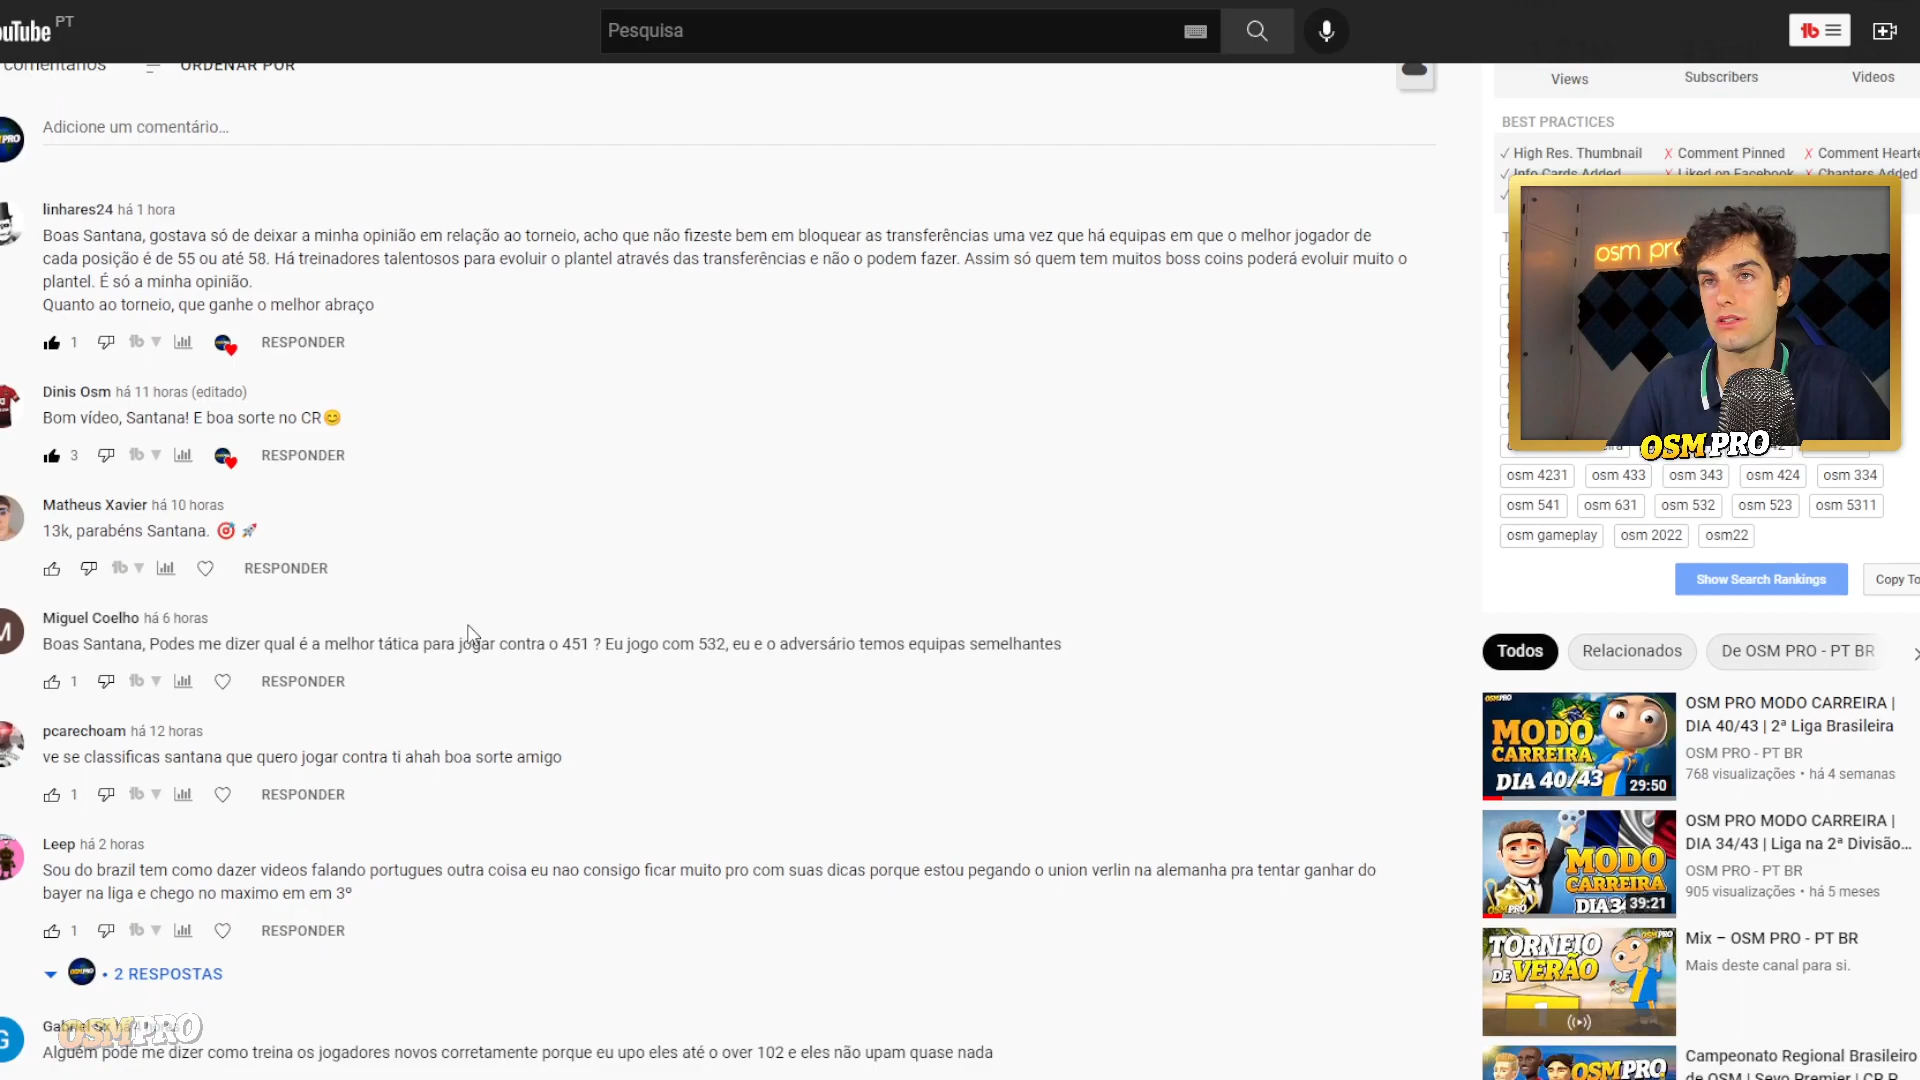 ouTube PT
Pesquisa
comentários
ORDENAR POR
Adicione um comentário...
linhares24 há 1 hora
Boas Santana, gostava só de deixar a minha opinião em relação ao torneio, acho que não fizeste bem em bloquear as transferências uma vez que há equipas em que o melhor jogador de
cada posição é de 55 ou até 58. Há treinadores talentosos para evoluir o plantel através das transferências e não o podem fazer. Assim só quem tem muitos boss coins poderá evoluir muito o
plantel. É só a minha opinião.
Quanto ao torneio, que ganhe o melhor abraço
1 RESPONDER
Dinis Osm há 11 horas (editado)
Bom vídeo, Santana! E boa sorte no CR😊
3 RESPONDER
Matheus Xavier há 10 horas
13k, parabéns Santana. 🎯 🚀
RESPONDER
M
Miguel Coelho há 6 horas
Boas Santana, Podes me dizer qual é a melhor tática para jogar contra o 451 ? Eu jogo com 532, eu e o adversário temos equipas semelhantes
1 RESPONDER
pcarechoam há 12 horas
ve se classificas santana que quero jogar contra ti ahah boa sorte amigo
1 RESPONDER
Leep há 2 horas
Sou do brazil tem como dazer videos falando portugues outra coisa eu nao consigo ficar muito pro com suas dicas porque estou pegando o union verlin na alemanha pra tentar ganhar do
bayer na liga e chego no maximo em em 3º
1 RESPONDER
• 2 RESPOSTAS
G
Gabriel
OSM PRO
Alguém pode me dizer como treina os jogadores novos corretamente porque eu upo eles até o over 102 e eles não upam quase nada
Views Subscribers Videos
BEST PRACTICES
✓ High Res. Thumbnail ✗ Comment Pinned ✗ Comment Hearte
✓ Info Cards Added ✗ Liked on Facebook ✗ Chapters Added
osm pro
OSM PRO
osm 4231 osm 433 osm 343 osm 424 osm 334
osm 541 osm 631 osm 532 osm 523 osm 5311
osm gameplay osm 2022 osm22
Show Search Rankings
Copy To
Todos Relacionados De OSM PRO - PT BR
OSM PRO
MODO
CARREIRA
DIA 40/43
29:50
OSM PRO MODO CARREIRA |
DIA 40/43 | 2ª Liga Brasileira
OSM PRO - PT BR
768 visualizações • há 4 semanas
MODO
CARREIRA
OSM PRO
DIA 3
39:21
OSM PRO MODO CARREIRA |
DIA 34/43 | Liga na 2ª Divisão...
OSM PRO - PT BR
905 visualizações • há 5 meses
TORNEIO
DE VERÃO
Mix – OSM PRO - PT BR
Mais deste canal para si.
OSM PRO
Campeonato Regional Brasileiro
de OSM | Sevo Premier | CR P